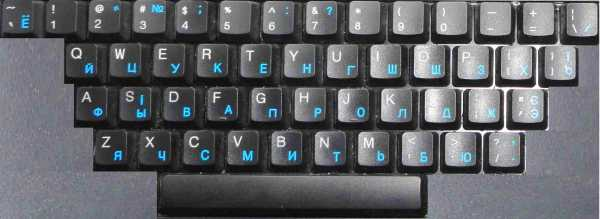 ~ ` Ё ! 1 @ " 2 # № 3 $ ; 4 % : 5 ^ 6 & ? 7 * 8 ( 9 ) 0 _ - + = | \ /
Q Й W Ц E У R К T Е Y Н U Г I Ш O Щ P З { [ Х } ] Ї Ъ
A Ф S І Ы D В F А G П H Р J О K Л L Д : ; Ж " ' Є Э
Z Я X Ч C С V М B И N Т M Ь < , Б > . Ю ? / , .